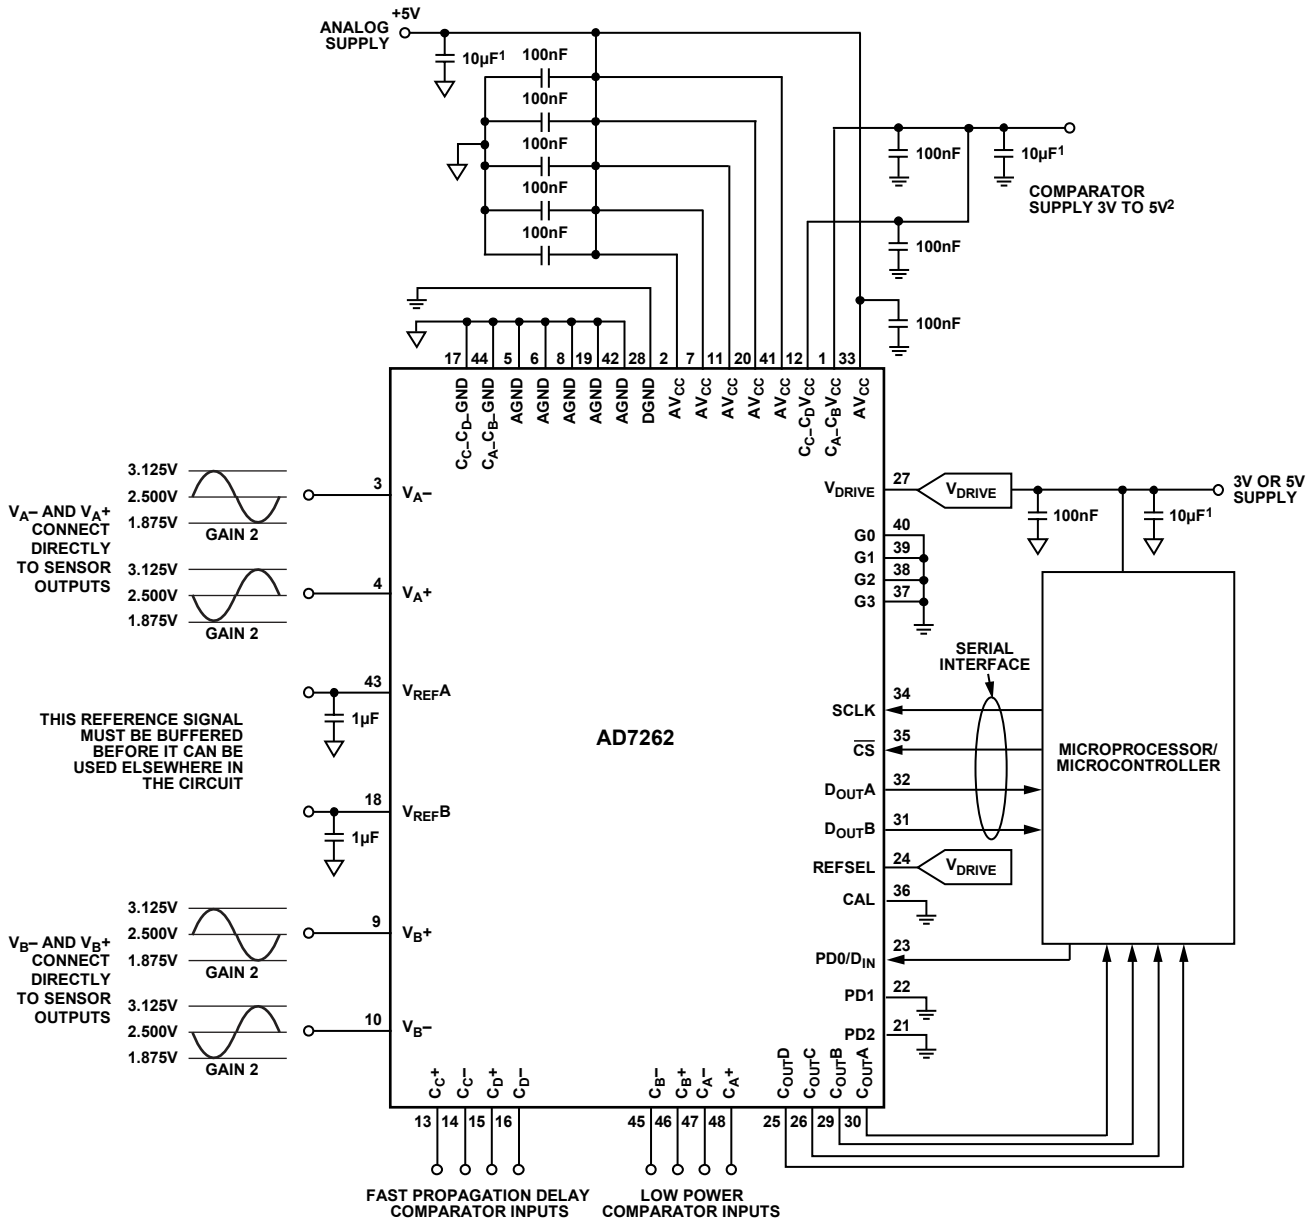 +5V
ANALOG
SUPPLY
10µF1
100nF
100nF
100nF
100nF
100nF
100nF
10µF1
COMPARATOR
SUPPLY 3V TO 5V2
100nF
100nF
17 44 5 6 8 19 42 28 2 7 11 20 41 12 1 33
CC–CD–GND
CA–CB–GND
AGND
AGND
AGND
AGND
AGND
DGND
AVCC
AVCC
AVCC
AVCC
AVCC
CC–CDVCC
CA–CBVCC
AVCC
VA– AND VA+
CONNECT
DIRECTLY
TO SENSOR
OUTPUTS
3.125V
2.500V
1.875V
GAIN 2
3 VA–
3.125V
2.500V
1.875V
GAIN 2
4 VA+
43 VREFA
1µF
THIS REFERENCE SIGNAL
MUST BE BUFFERED
BEFORE IT CAN BE
USED ELSEWHERE IN
THE CIRCUIT
18 VREFB
1µF
VB– AND VB+
CONNECT
DIRECTLY
TO SENSOR
OUTPUTS
3.125V
2.500V
1.875V
GAIN 2
9 VB+
3.125V
2.500V
1.875V
GAIN 2
10 VB–
AD7262
VDRIVE 27 VDRIVE
3V OR 5V
SUPPLY
100nF
10µF1
G0 40
G1 39
G2 38
G3 37
SERIAL
INTERFACE
SCLK 34
CS 35
DOUTA 32
DOUTB 31
REFSEL 24 VDRIVE
CAL 36
PD0/DIN 23
PD1 22
PD2 21
MICROPROCESSOR/
MICROCONTROLLER
CC+
CC–
CD+
CD–
CB–
CB+
CA–
CA+
COUTD
COUTC
COUTB
COUTA
13 14 15 16 45 46 47 48 25 26 29 30
FAST PROPAGATION DELAY
COMPARATOR INPUTS
LOW POWER
COMPARATOR INPUTS